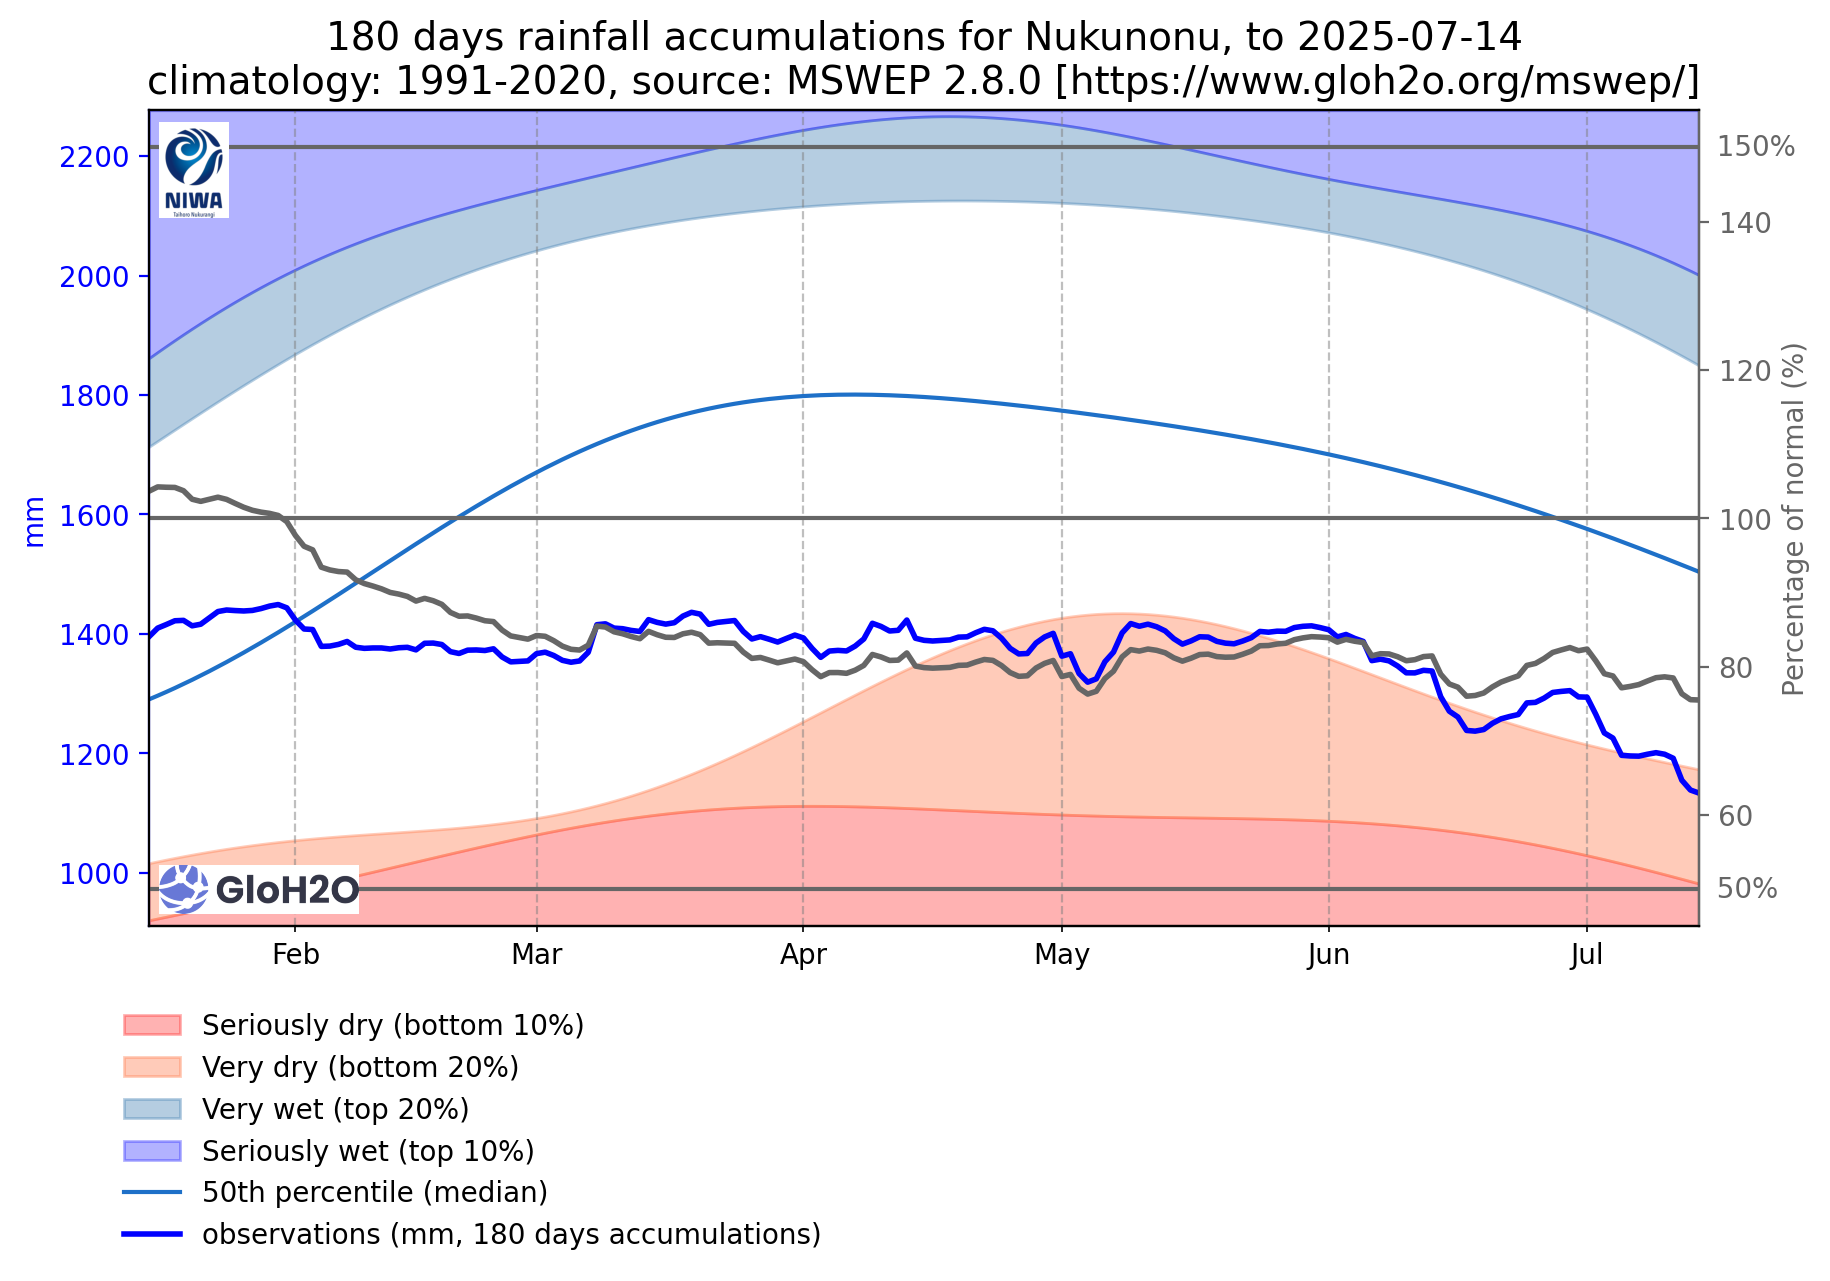 180 days rainfall accumulations for Nukunonu, to 2025-07-14
climatology: 1991-2020, source: MSWEP 2.8.0 [https://www.gloh2o.org/mswep/]
NIWA
Taihoro Nukurangi
2200
2000
1800
1600
1400
1200
1000
mm
150%
140
120
100
80
60
50%
Percentage of normal (%)
GloH2O
Feb
Mar
Apr
May
Jun
Jul
Seriously dry (bottom 10%)
Very dry (bottom 20%)
Very wet (top 20%)
Seriously wet (top 10%)
50th percentile (median)
observations (mm, 180 days accumulations)